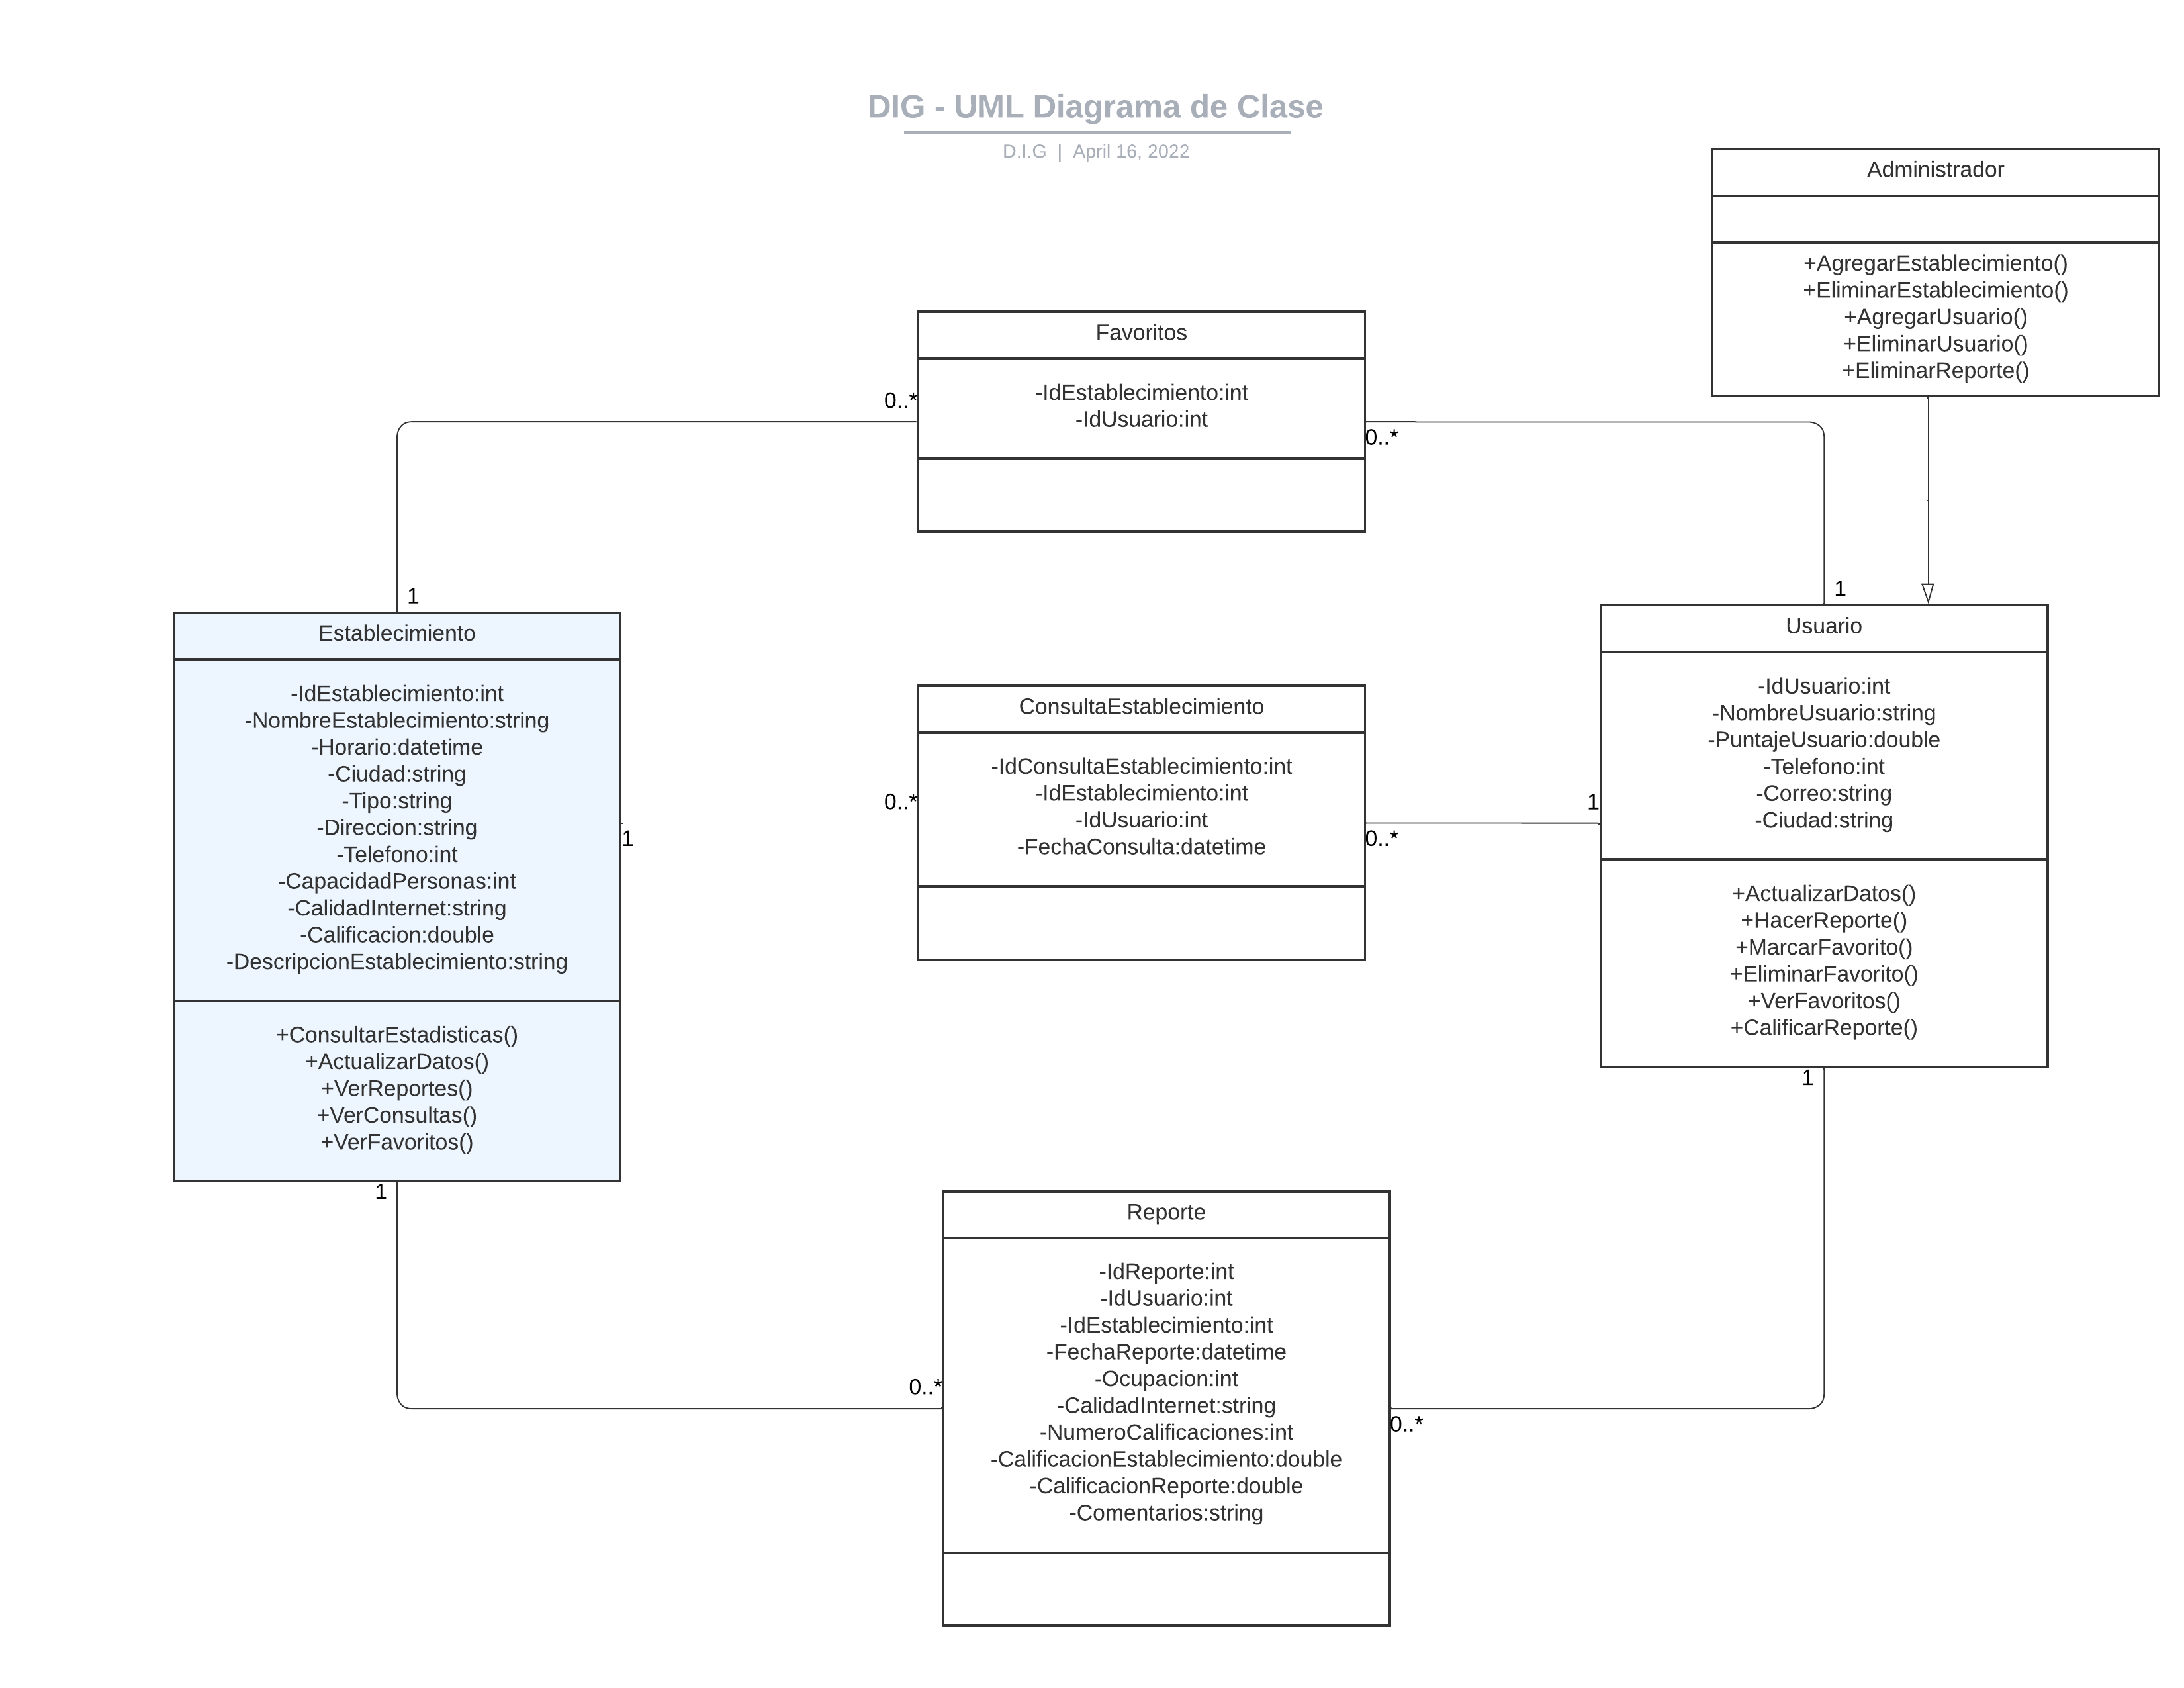 DIG - UML Diagrama de Clase
D.I.G | April 16, 2022
Administrador
+AgregarEstablecimiento()
+EliminarEstablecimiento()
+AgregarUsuario()
+EliminarUsuario()
+EliminarReporte()
Favoritos
-IdEstablecimiento:int
-IdUsuario:int
0..*
0..*
1
1
Establecimiento
-IdEstablecimiento:int
-NombreEstablecimiento:string
-Horario:datetime
-Ciudad:string
-Tipo:string
-Direccion:string
-Telefono:int
-CapacidadPersonas:int
-CalidadInternet:string
-Calificacion:double
-DescripcionEstablecimiento:string
+ConsultarEstadisticas()
+ActualizarDatos()
+VerReportes()
+VerConsultas()
+VerFavoritos()
1
0..*
ConsultaEstablecimiento
-IdConsultaEstablecimiento:int
-IdEstablecimiento:int
-IdUsuario:int
-FechaConsulta:datetime
0..*
1
Usuario
-IdUsuario:int
-NombreUsuario:string
-PuntajeUsuario:double
-Telefono:int
-Correo:string
-Ciudad:string
+ActualizarDatos()
+HacerReporte()
+MarcarFavorito()
+EliminarFavorito()
+VerFavoritos()
+CalificarReporte()
1
1
Reporte
-IdReporte:int
-IdUsuario:int
-IdEstablecimiento:int
-FechaReporte:datetime
-Ocupacion:int
-CalidadInternet:string
-NumeroCalificaciones:int
-CalificacionEstablecimiento:double
-CalificacionReporte:double
-Comentarios:string
0..*
0..*